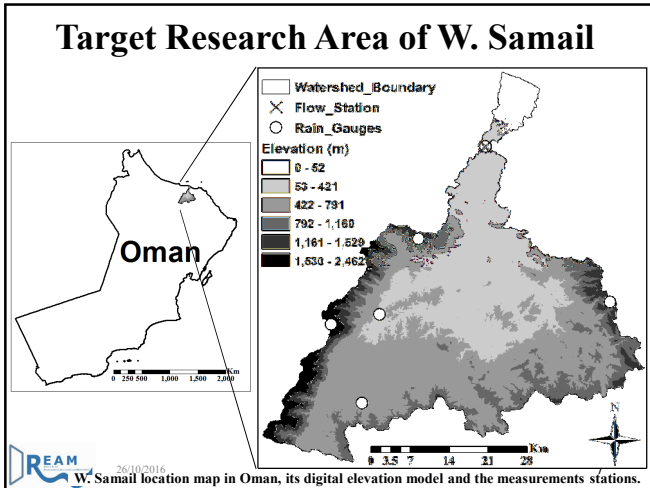 Target Research Area of W. Samail
Watershed_Boundary
Flow_Station
Rain_Gauges
Elevation (m)
0 - 52
53 - 421
422 - 791
792 - 1,160
1,161 - 1,529
1,530 - 2,462
Oman
Km
0 250 500 1,000 1,500 2,000
N
Km
0 3.5 7 14 21 28
REAM
26/10/2016
W. Samail location map in Oman, its digital elevation model and the measurements stations.